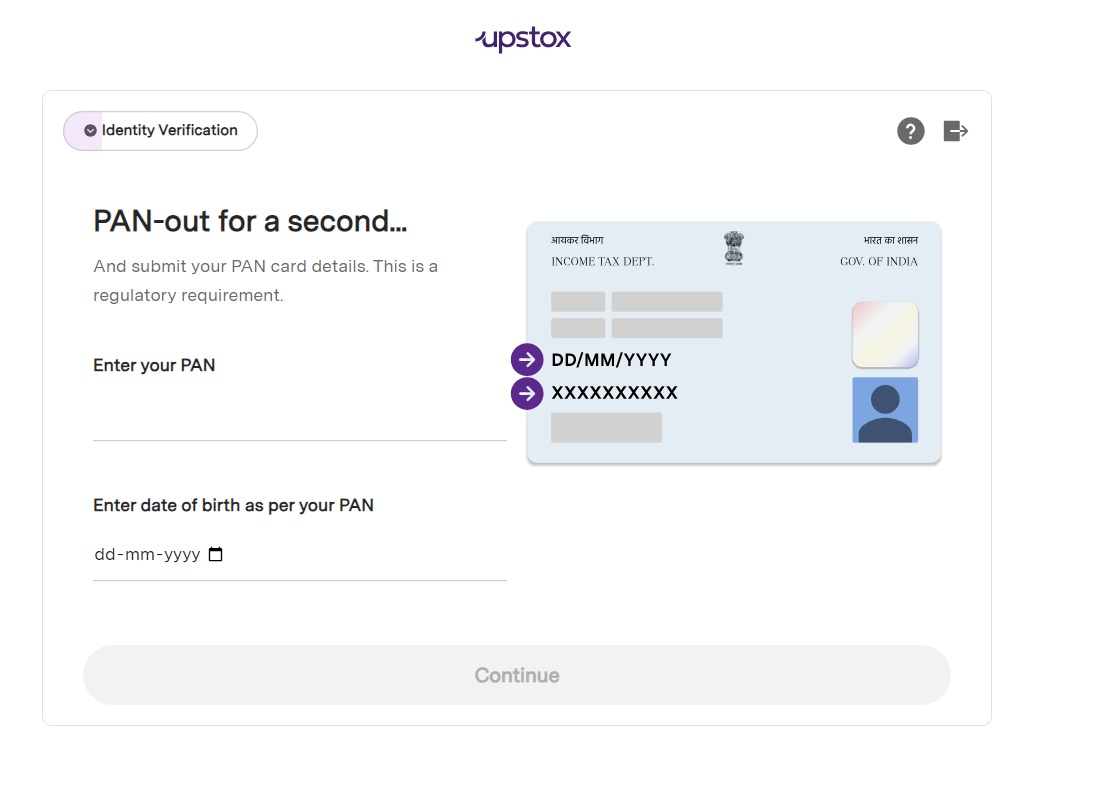 upstox
Identity Verification
?
PAN-out for a second...
And submit your PAN card details. This is a
regulatory requirement.
Enter your PAN
Enter date of birth as per your PAN
dd-mm-yyyy
आयकर विभाग
भारत का शासन
INCOME TAX DEPT.
GOV. OF INDIA
DD/MM/YYYY
XXXXXXXXXX
Continue